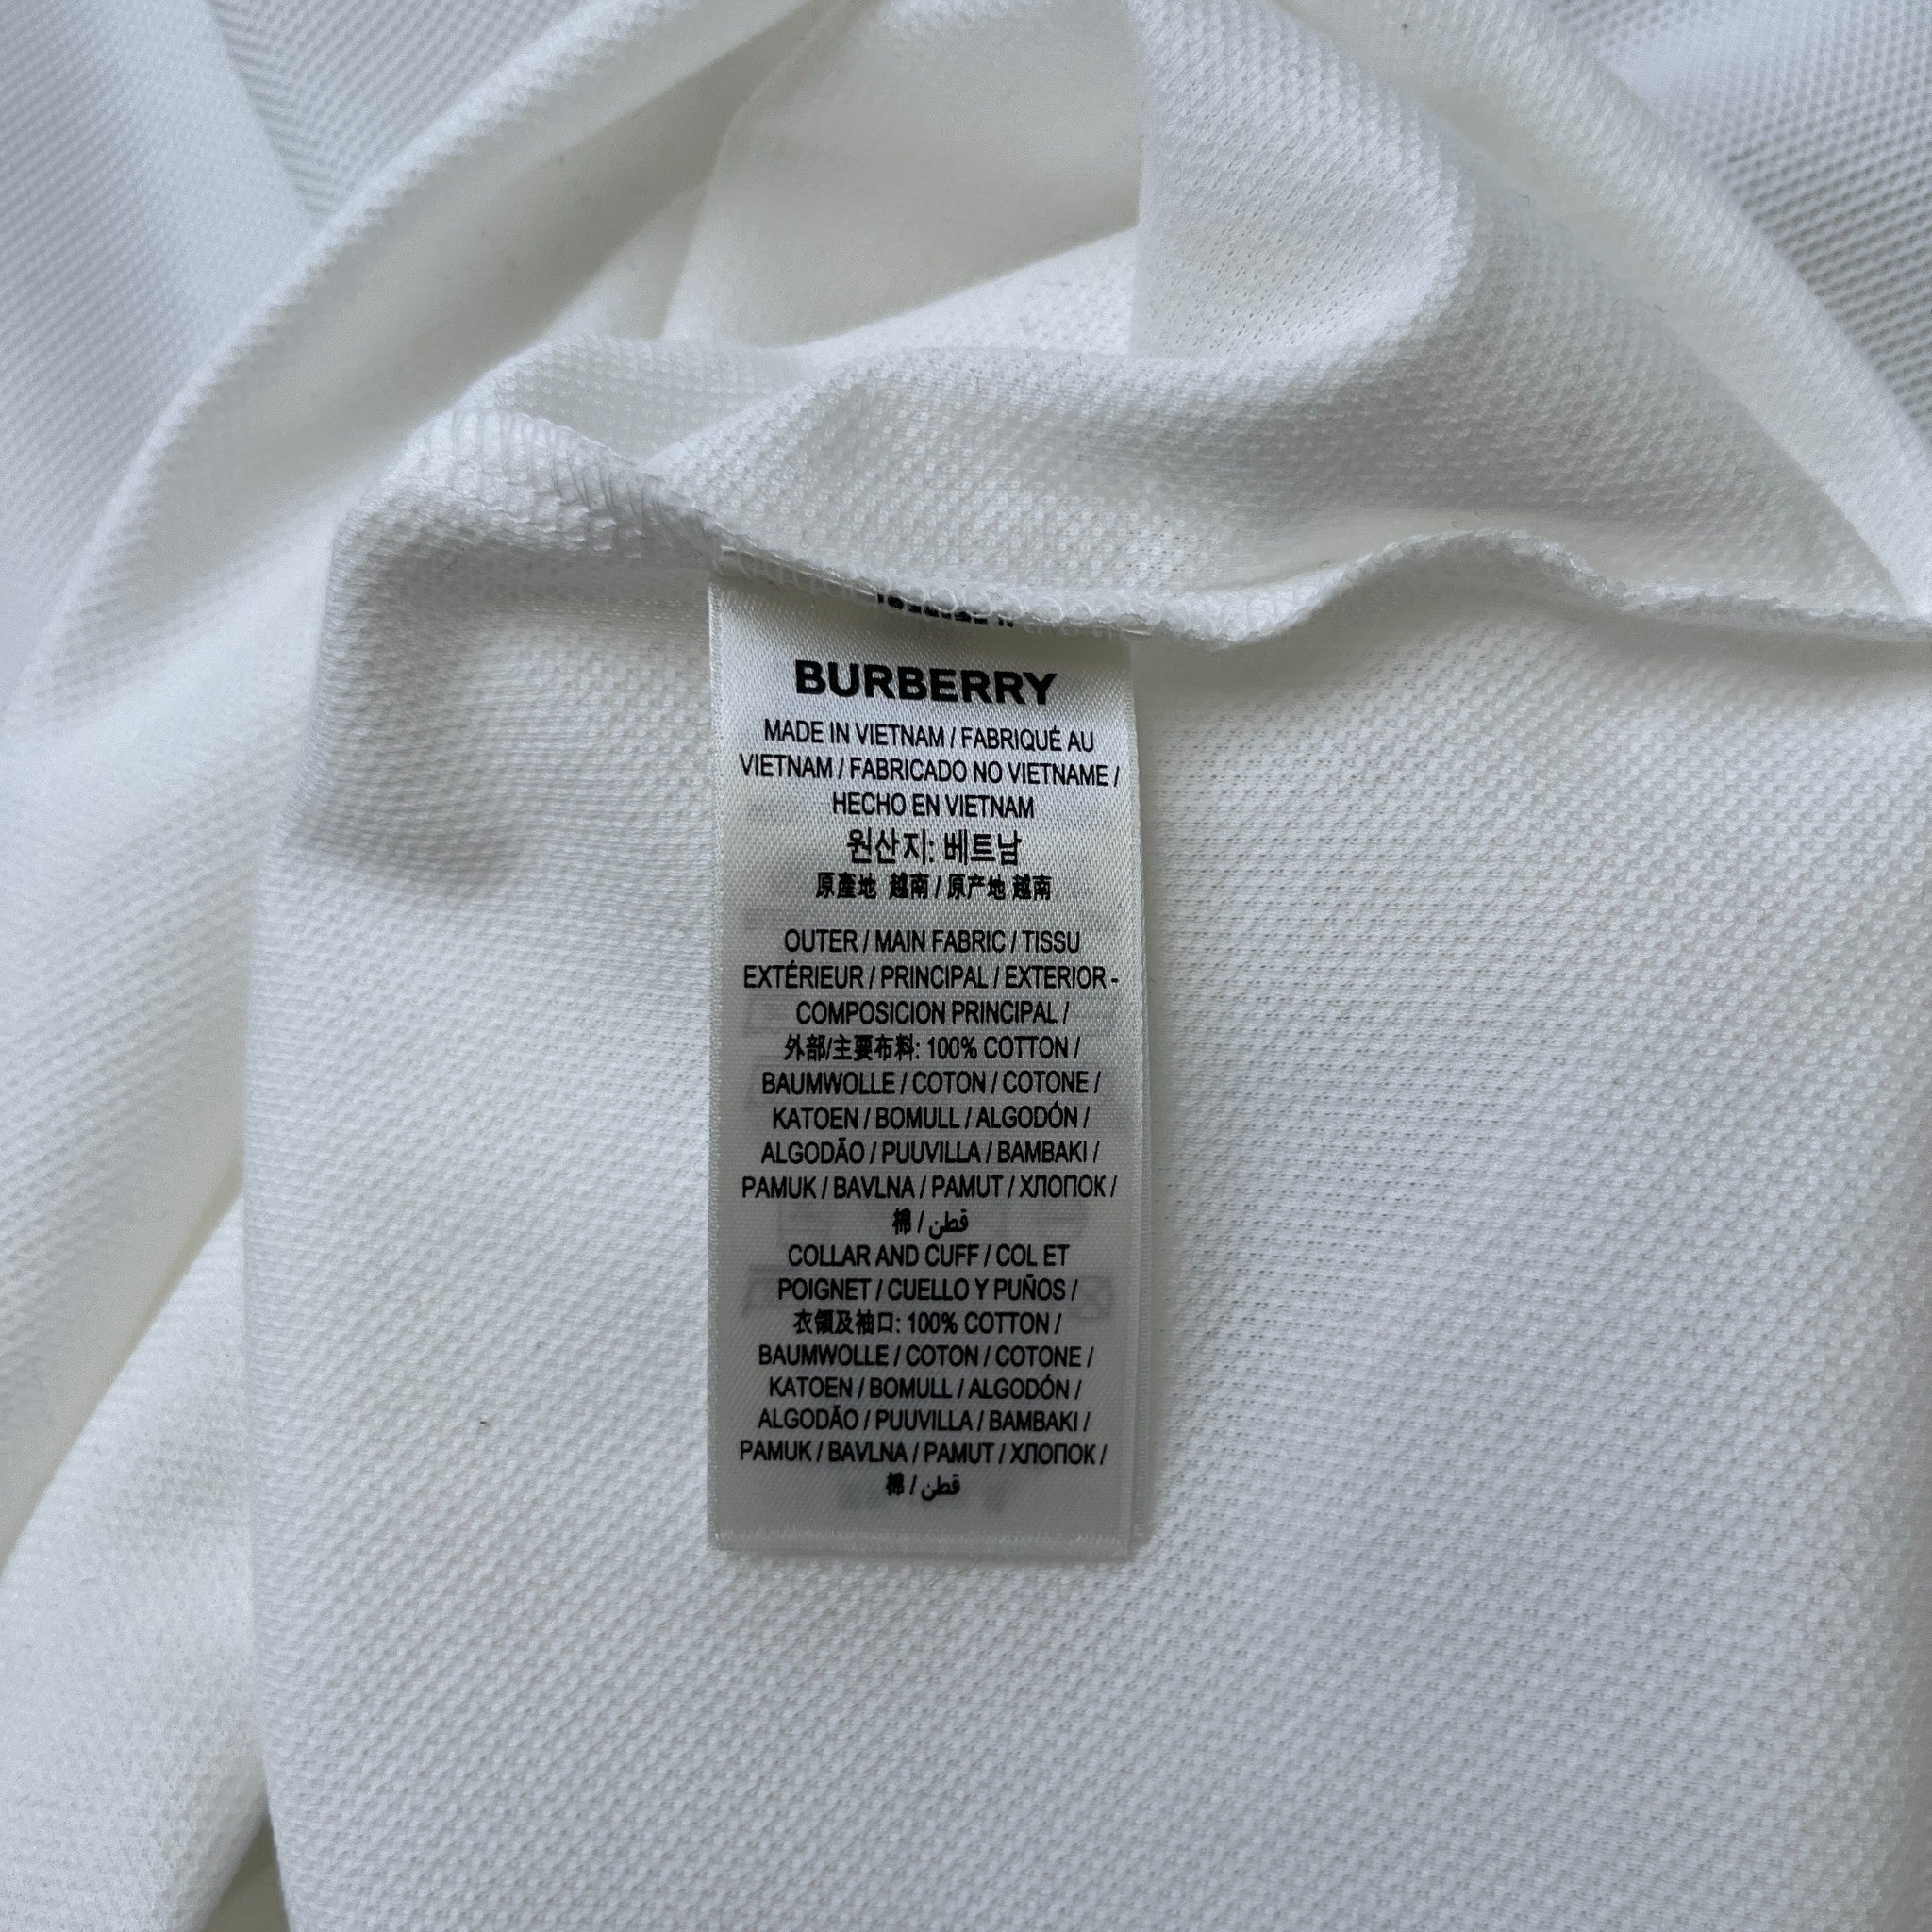 BURBERRY
MADE IN VIETNAM / FABRIQUÉ AU
VIETNAM / FABRICADO NO VIETNAME /
HECHO EN VIETNAM
원산지: 베트남
原產地 越南 / 原产地 越南
OUTER / MAIN FABRIC / TISSU
EXTÉRIEUR / PRINCIPAL / EXTERIOR -
COMPOSICION PRINCIPAL /
外部/主要布料: 100% COTTON /
BAUMWOLLE / COTON / COTONE /
KATOEN / BOMULL / ALGODÓN /
ALGODÃO / PUUVILLA / BAMBAKI /
PAMUK / BAVLNA / PAMUT / ХЛОПОК /
棉 / قطن
COLLAR AND CUFF / COL ET
POIGNET / CUELLO Y PUÑOS /
衣領及袖口: 100% COTTON /
BAUMWOLLE / COTON / COTONE /
KATOEN / BOMULL / ALGODÓN /
ALGODÃO / PUUVILLA / BAMBAKI /
PAMUK / BAVLNA / PAMUT / ХЛОПОК /
棉 / قطن